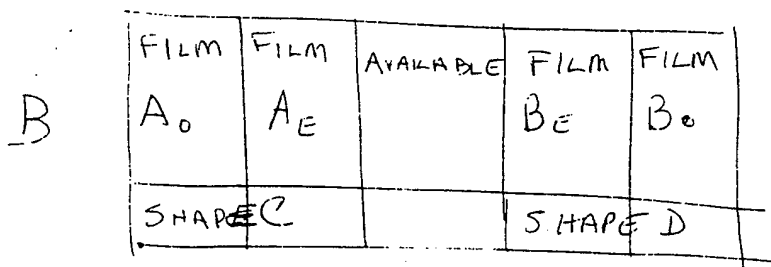 FILM FILM AVAILABLE FILM FILM
B A₀ A_E B_E B₀
SHAPE C SHAPE D